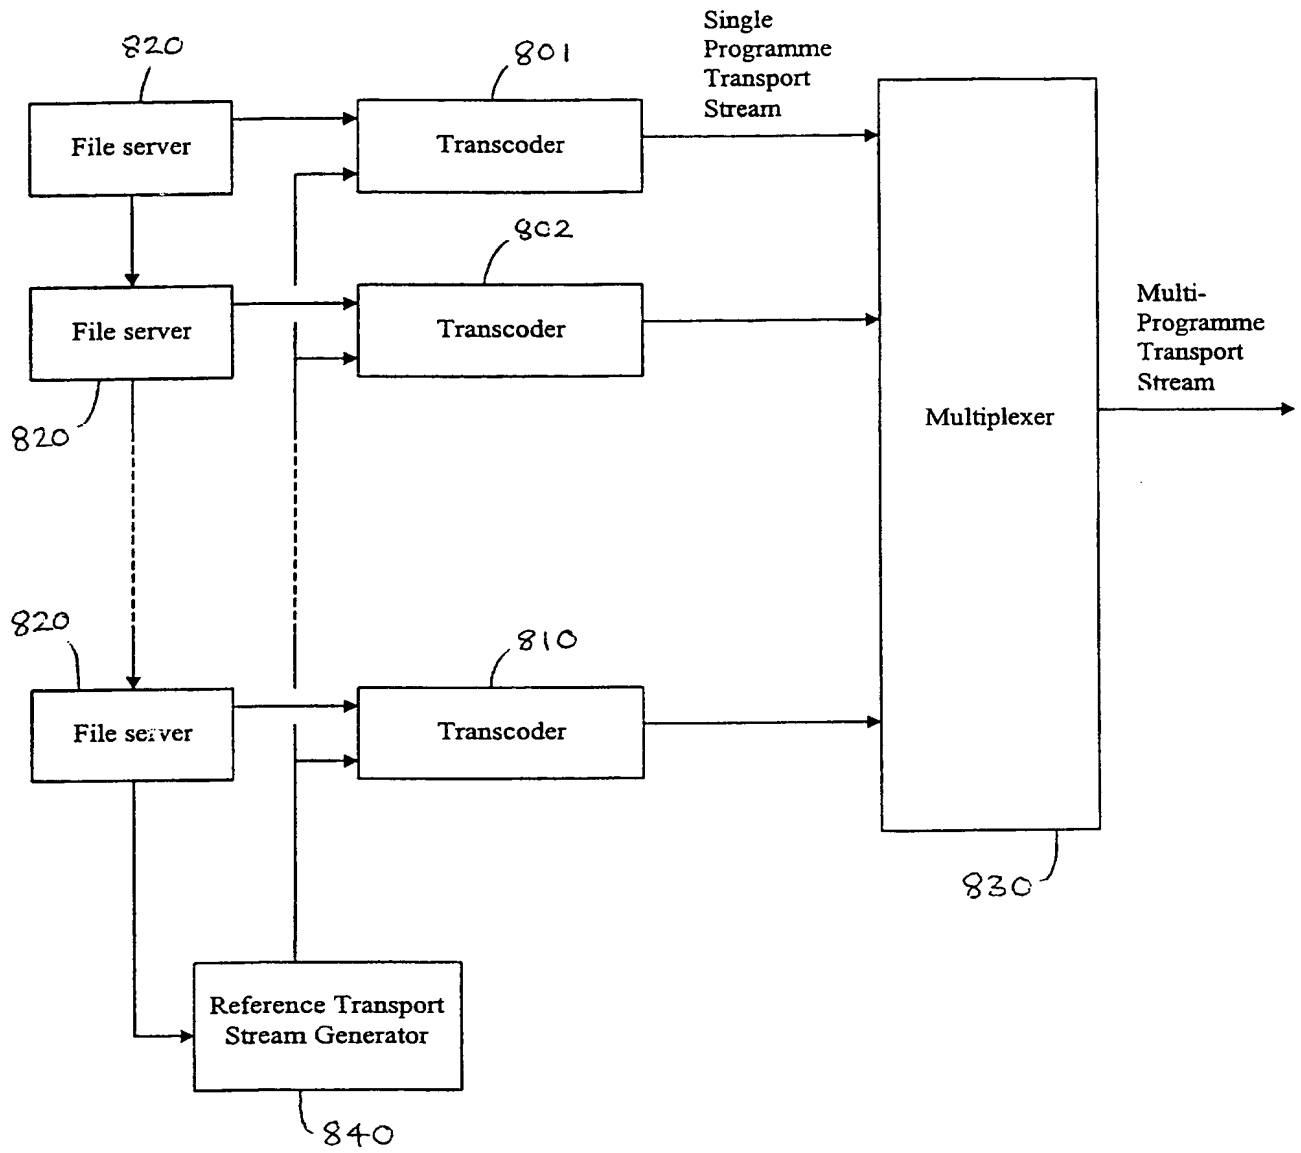 820
801
Single
Programme
Transport
Stream
File server
Transcoder
802
File server
Transcoder
Multi-
Programme
Transport
Stream
820
Multiplexer
820
810
File server
Transcoder
830
Reference Transport
Stream Generator
840